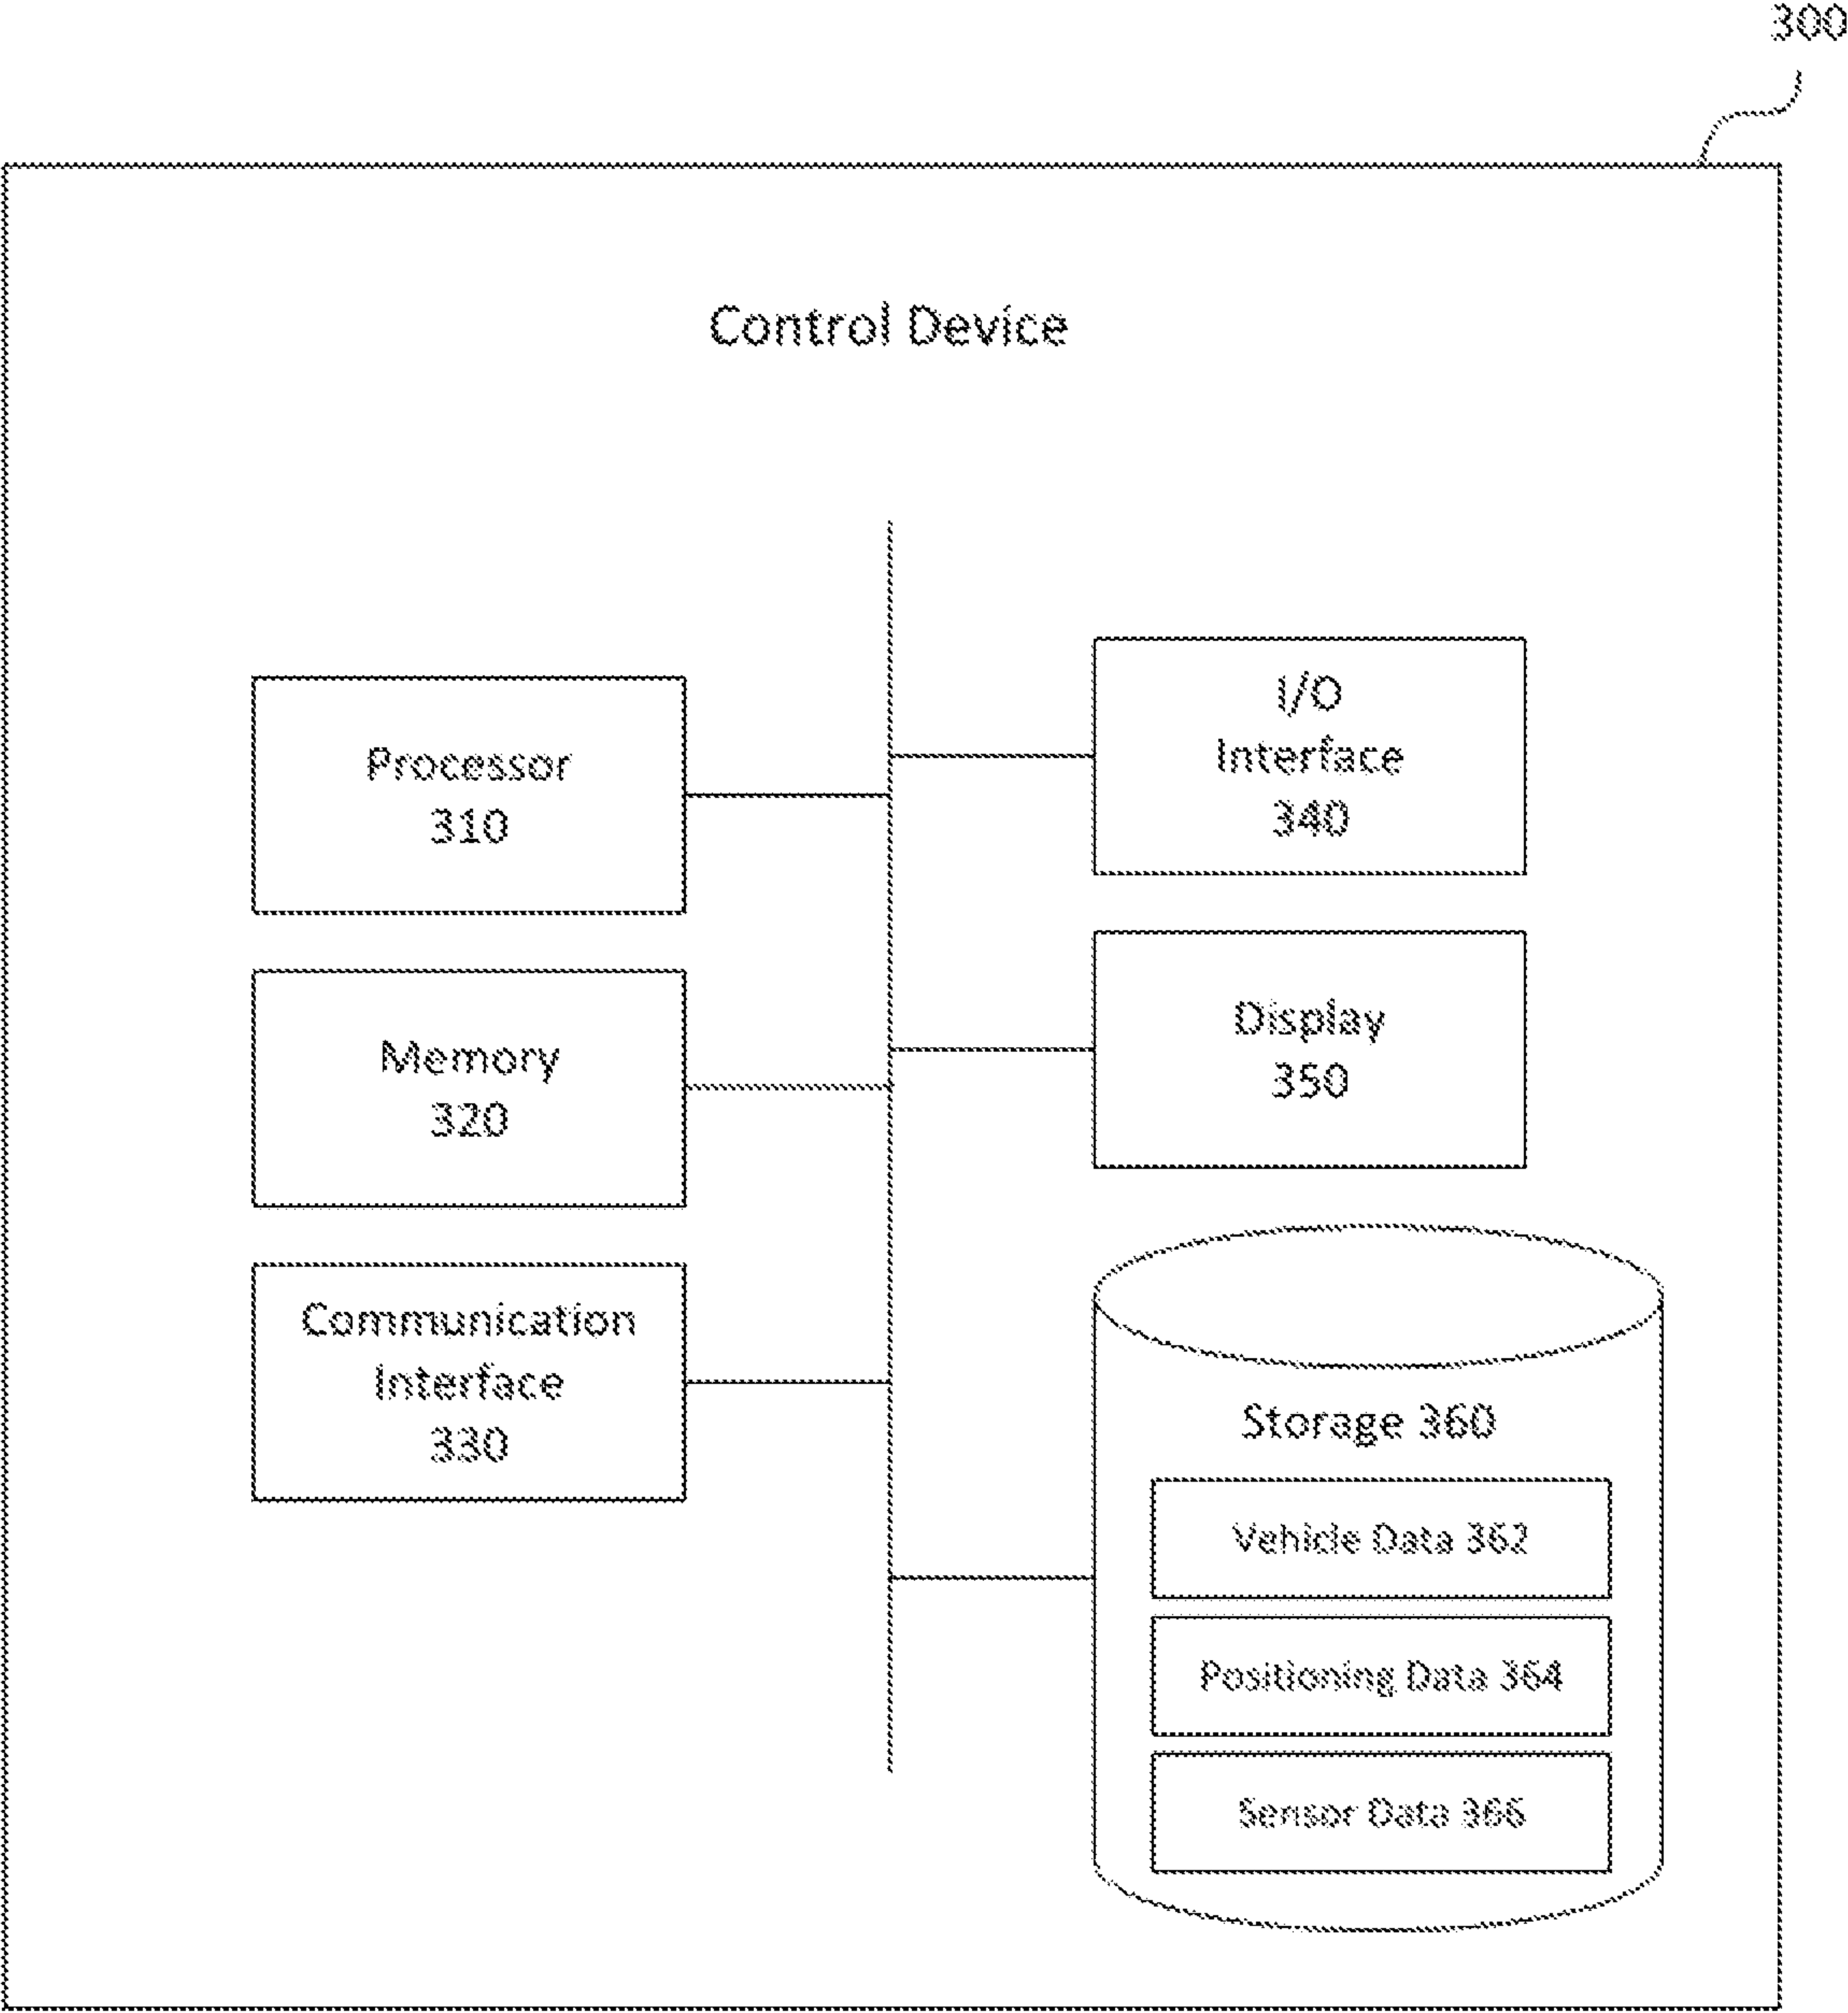 300
Control Device
Processor
310
Memory
320
Communication
Interface
330
I/O
Interface
340
Display
350
Storage 360
Vehicle Data 362
Positioning Data 364
Sensor Data 366